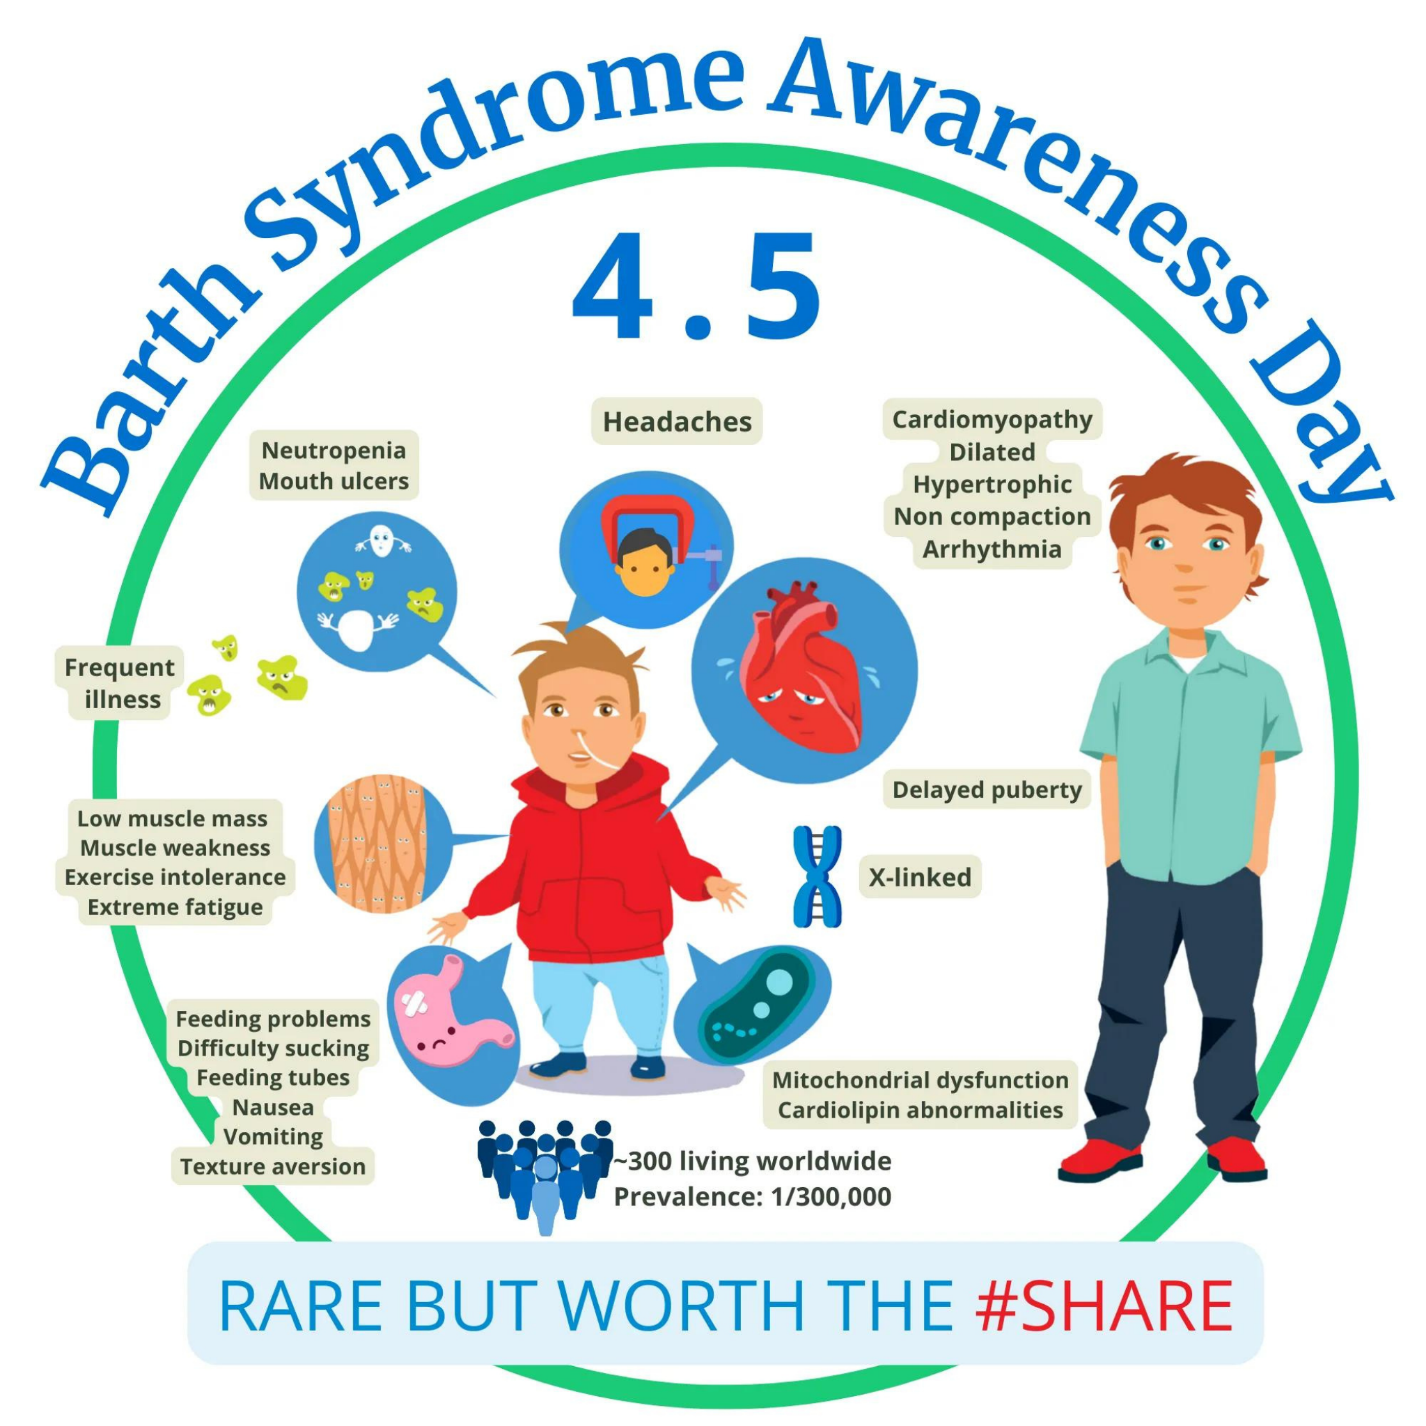 Barth Syndrome Awareness Day
4.5
Headaches
Cardiomyopathy
Dilated
Hypertrophic
Non compaction
Arrhythmia
Neutropenia
Mouth ulcers
Frequent
illness
Delayed puberty
Low muscle mass
Muscle weakness
Exercise intolerance
Extreme fatigue
X-linked
Feeding problems
Difficulty sucking
Feeding tubes
Nausea
Vomiting
Texture aversion
Mitochondrial dysfunction
Cardiolipin abnormalities
~300 living worldwide
Prevalence: 1/300,000
RARE BUT WORTH THE #SHARE